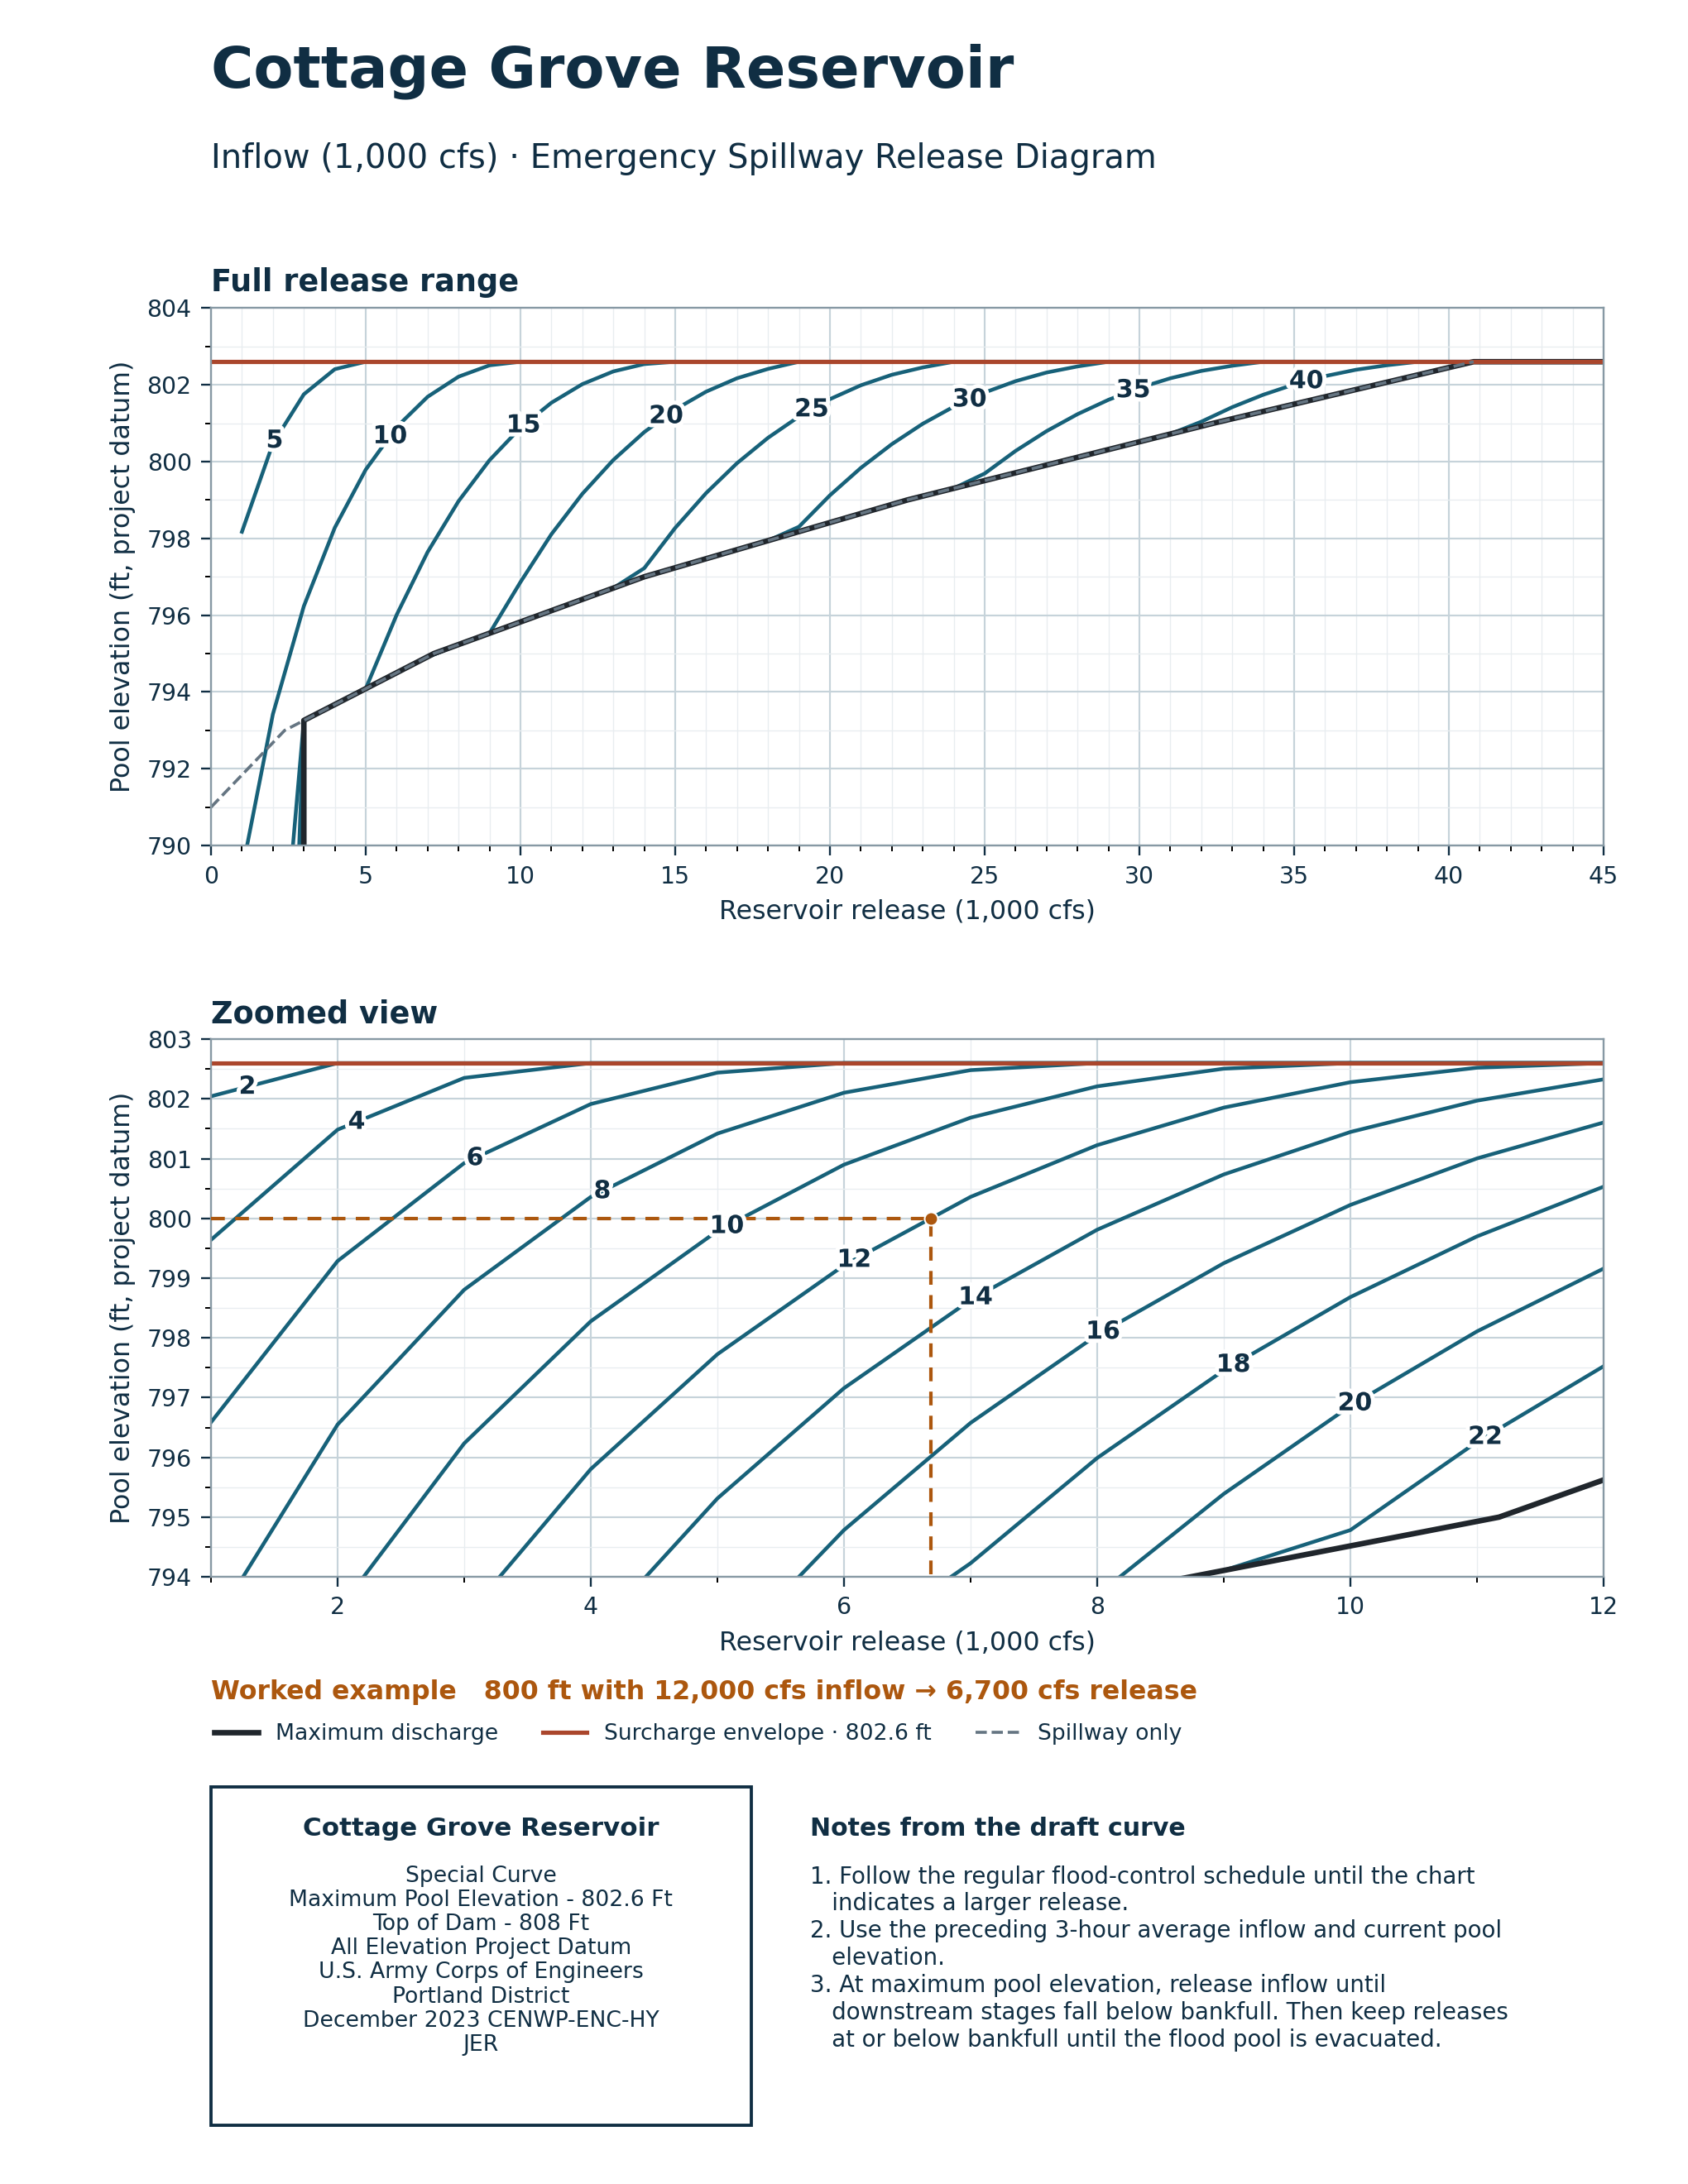 Cottage Grove Reservoir
Inflow (1,000 cfs) · Emergency Spillway Release Diagram
Full release range
804
802
800
798
796
794
792
790
Pool elevation (ft, project datum)
5
10
15
20
25
30
35
40
0 5 10 15 20 25 30 35 40 45
Reservoir release (1,000 cfs)
Zoomed view
803
802
801
800
799
798
797
796
795
794
Pool elevation (ft, project datum)
2
4
6
8
10
12
14
16
18
20
22
2 4 6 8 10 12
Reservoir release (1,000 cfs)
Worked example 800 ft with 12,000 cfs inflow → 6,700 cfs release
Maximum discharge
Surcharge envelope · 802.6 ft
Spillway only
Cottage Grove Reservoir
Special Curve
Maximum Pool Elevation - 802.6 Ft
Top of Dam - 808 Ft
All Elevation Project Datum
U.S. Army Corps of Engineers
Portland District
December 2023 CENWP-ENC-HY
JER
Notes from the draft curve
1. Follow the regular flood-control schedule until the chart
indicates a larger release.
2. Use the preceding 3-hour average inflow and current pool
elevation.
3. At maximum pool elevation, release inflow until
downstream stages fall below bankfull. Then keep releases
at or below bankfull until the flood pool is evacuated.